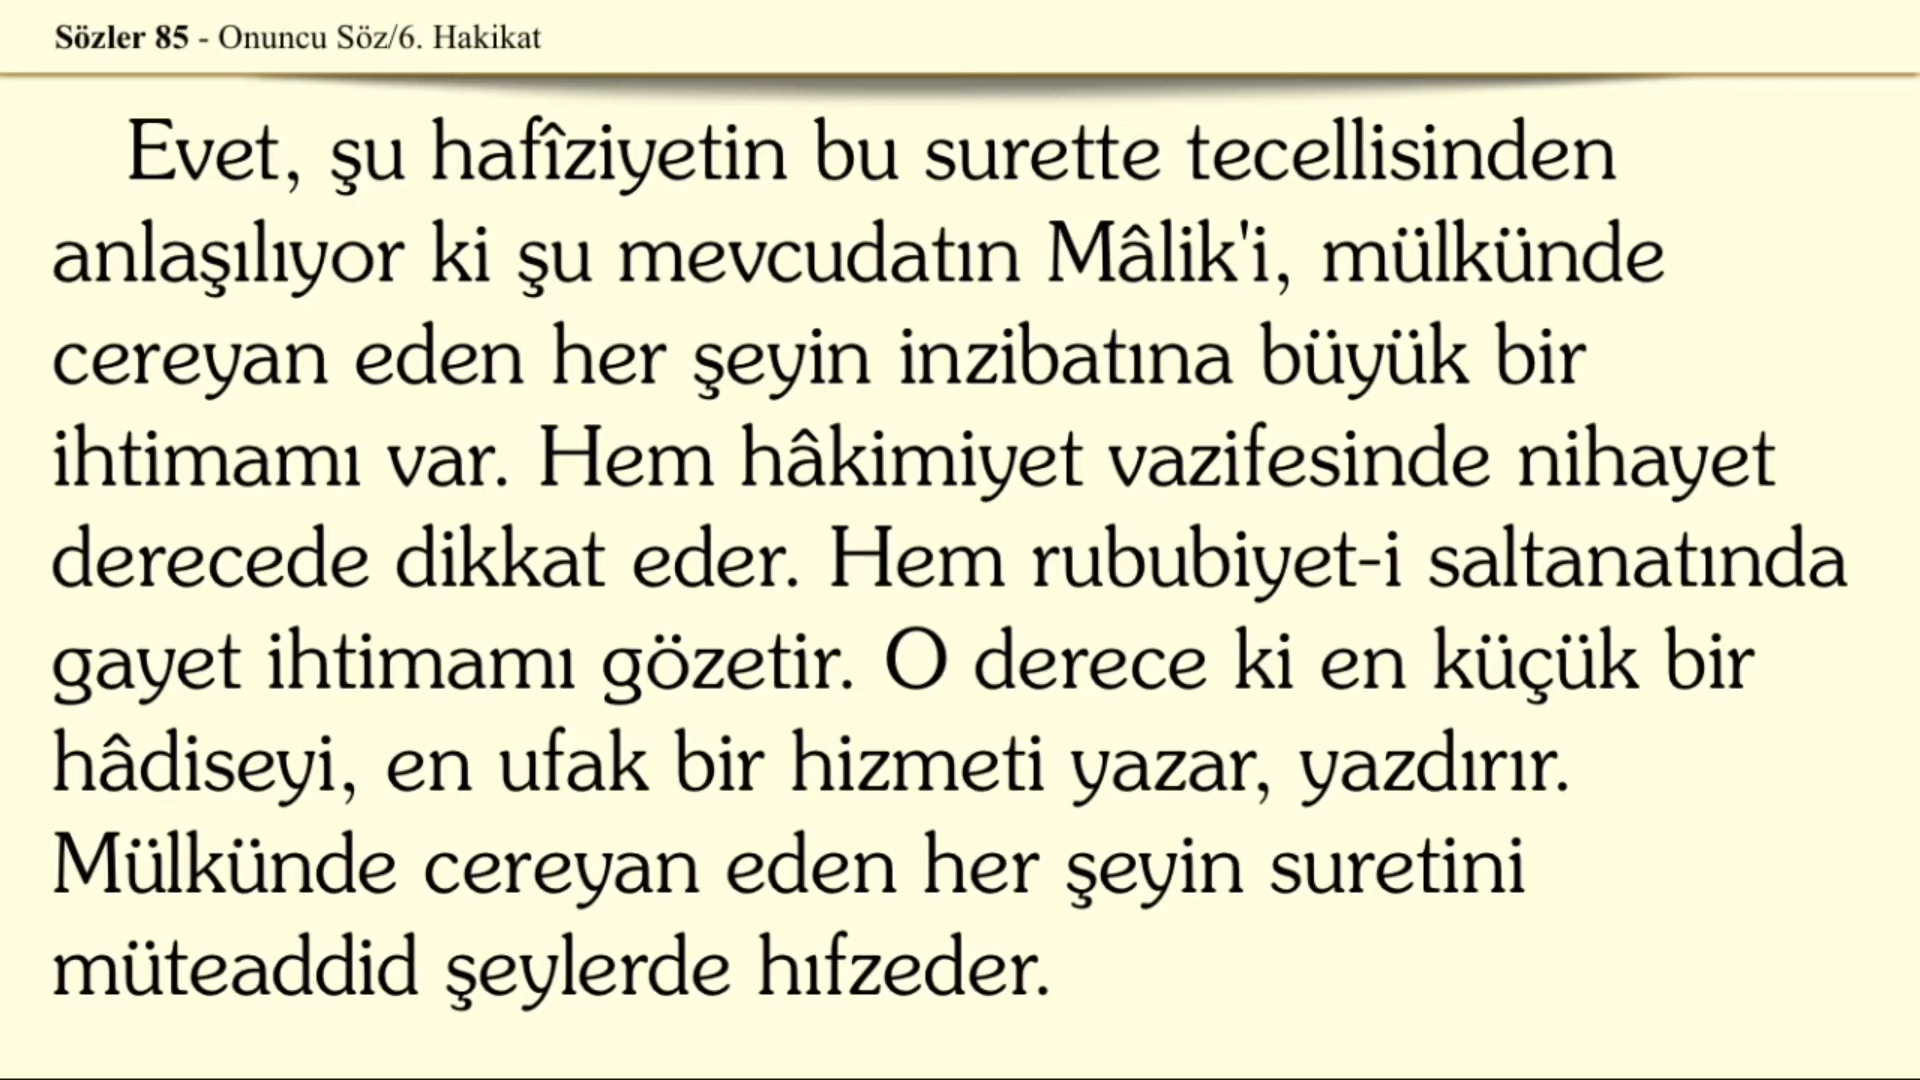 Sözler 85 - Onuncu Söz/6. Hakikat
Evet, şu hafîziyetin bu surette tecellisinden
anlaşılıyor ki şu mevcudatın Mâlik'i, mülkünde
cereyan eden her şeyin inzibatına büyük bir
ihtimamı var. Hem hâkimiyet vazifesinde nihayet
derecede dikkat eder. Hem rububiyet-i saltanatında
gayet ihtimamı gözetir. O derece ki en küçük bir
hâdiseyi, en ufak bir hizmeti yazar, yazdırır.
Mülkünde cereyan eden her şeyin suretini
müteaddid şeylerde hıfzeder.